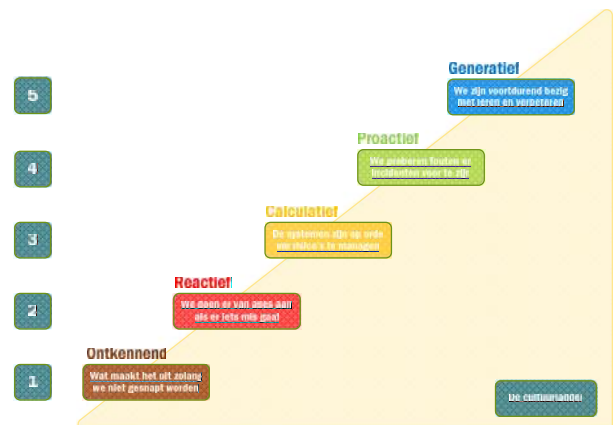 Generatief
5
We zijn voortdurend bezig
met leren en verbeteren
Proactief
4
We proberen fouten en
incidenten voor te zijn
Calculatief
3
De systemen zijn op orde
om risico's te managen
Reactief
2
We doen er van alles aan
als er iets mis gaat
Ontkennend
1
Wat maakt het uit zolang
we niet gesnapt worden
De cultuurladder